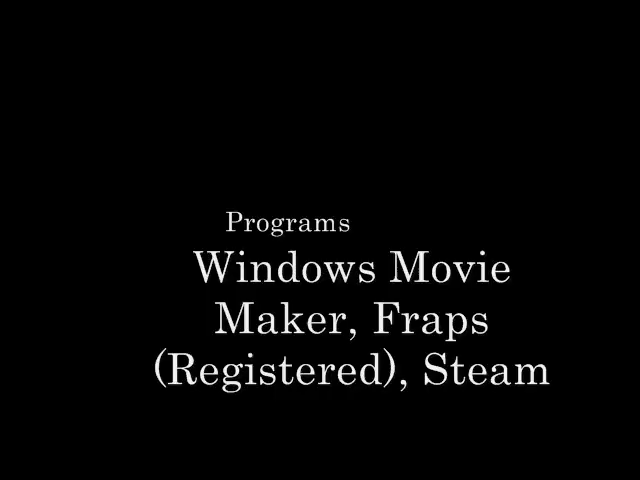 Programs
Windows Movie
Maker, Fraps
(Registered), Steam